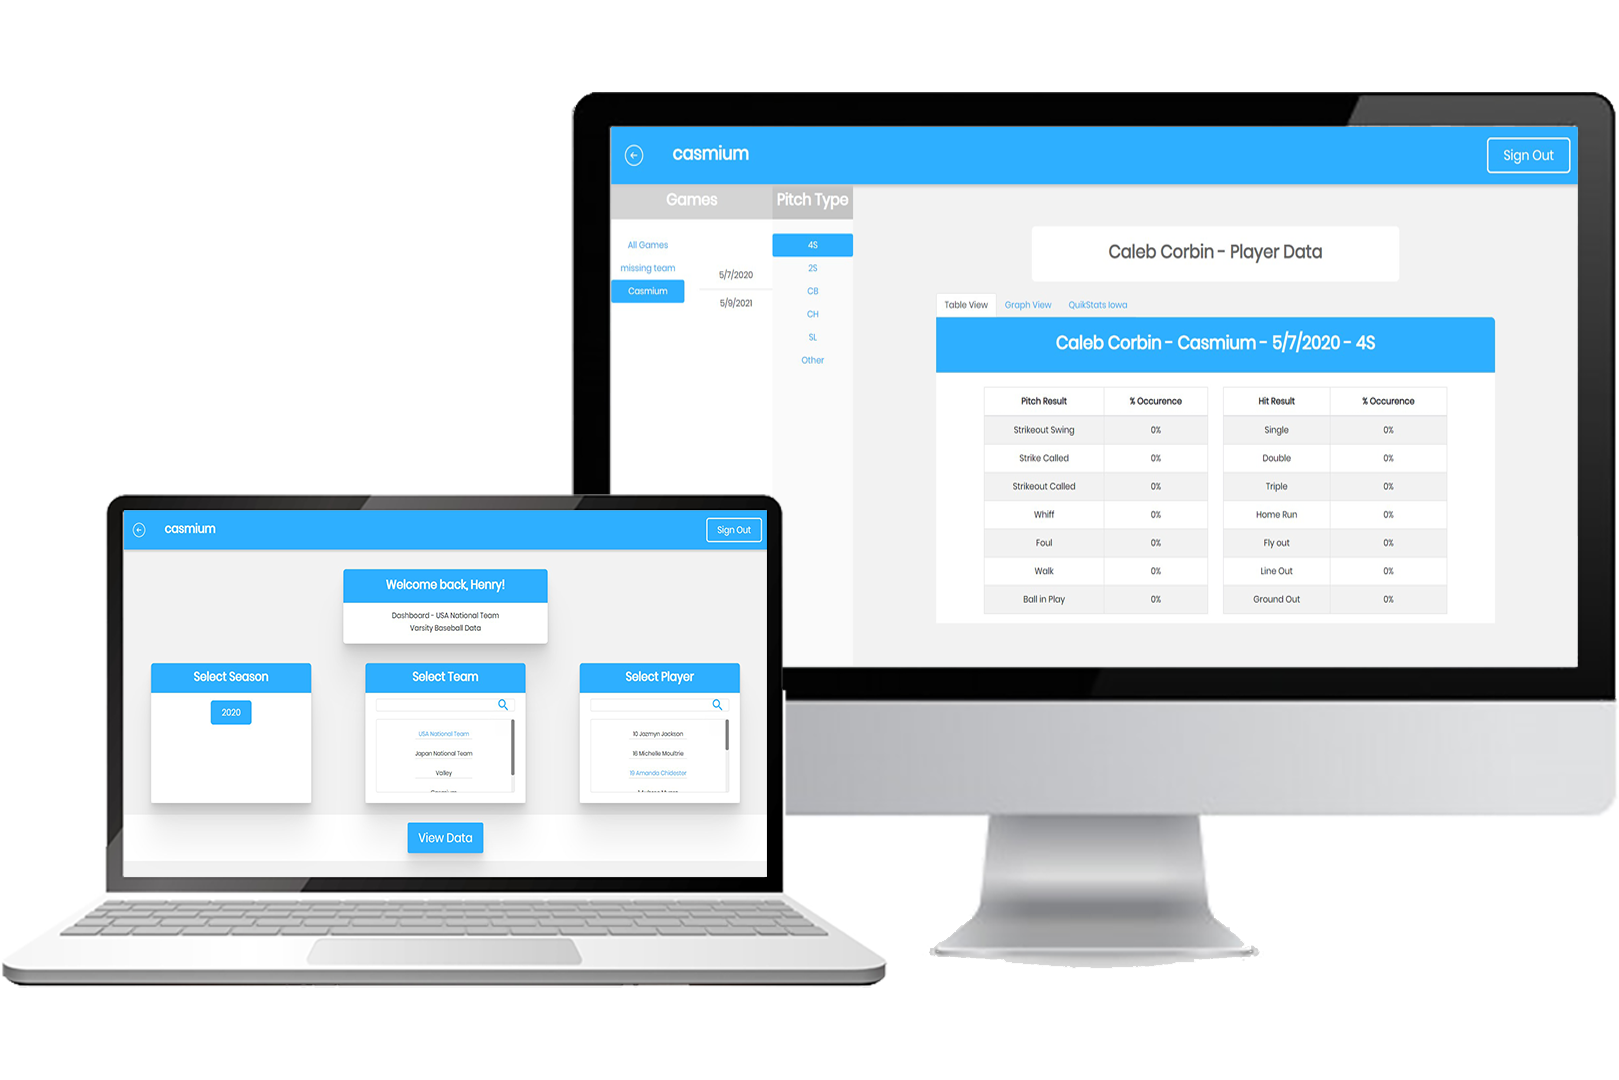 casmium
Sign Out
Games
Pitch Type
All Games
missing team
Casmium
5/7/2020
5/9/2021
4S
2S
CB
CH
SL
Other
Caleb Corbin - Player Data
Table View
Graph View
QuikStats Iowa
Caleb Corbin - Casmium - 5/7/2020 - 4S
Pitch Result % Occurence
Strikeout Swing 0%
Strike Called 0%
Strikeout Called 0%
Whiff 0%
Foul 0%
Walk 0%
Ball in Play 0%
Hit Result % Occurence
Single 0%
Double 0%
Triple 0%
Home Run 0%
Fly out 0%
Line Out 0%
Ground Out 0%
casmium
Sign Out
Welcome back, Henry!
Dashboard - USA National Team
Varsity Baseball Data
Select Season
2020
Select Team
USA National Team
Japan National Team
Valley
Select Player
10 Jazmyn Jackson
16 Michelle Moultrie
19 Amanda Chidester
View Data